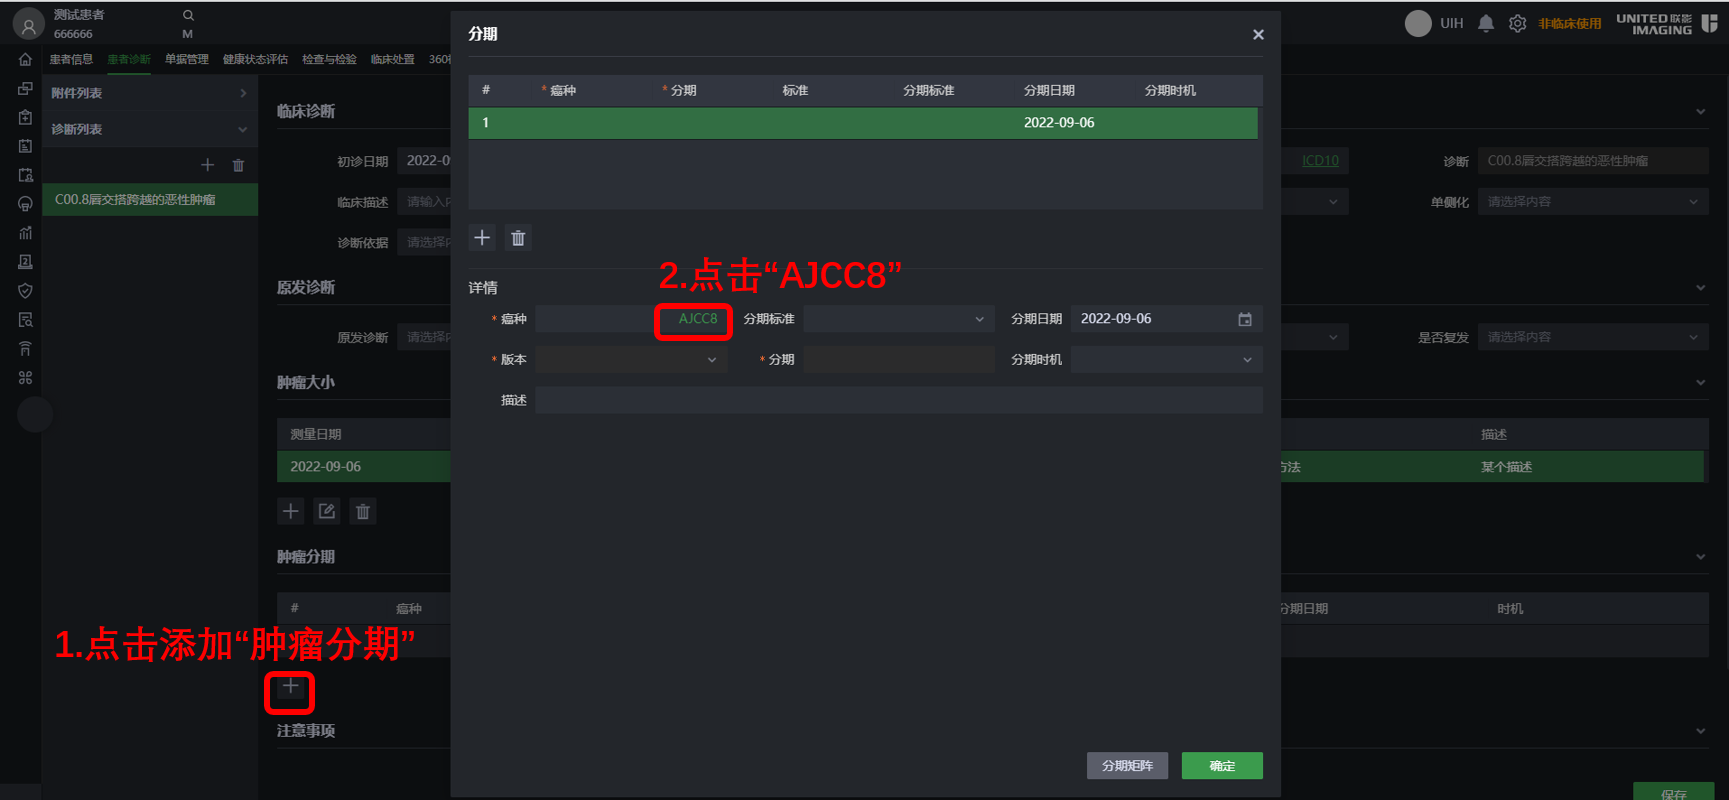 测试患者
666666
M
UIH
非临床使用
UNITED 联影
IMAGING
患者信息 患者诊断 单据管理 健康状态评估 检查与检验 临床处置 360
附件列表
诊断列表
C00.8唇交搭跨越的恶性肿瘤
临床诊断
初诊日期 2022-0
ICD10
诊断 C00.8唇交搭跨越的恶性肿瘤
临床描述 请输入
单侧化 请选择内容
诊断依据 请选择
原发诊断
原发诊断 请选择
是否复发 请选择内容
肿瘤大小
测量日期 描述
2022-09-06 方法 某个描述
肿瘤分期
# 癌种 分期日期 时机
1.点击添加“肿瘤分期”
注意事项
保存
分期
# *癌种 *分期 标准 分期标准 分期日期 分期时机
1 2022-09-06
2.点击“AJCC8”
详情
*癌种 AJCC8 分期标准 分期日期 2022-09-06
*版本 *分期 分期时机
描述
分期矩阵 确定